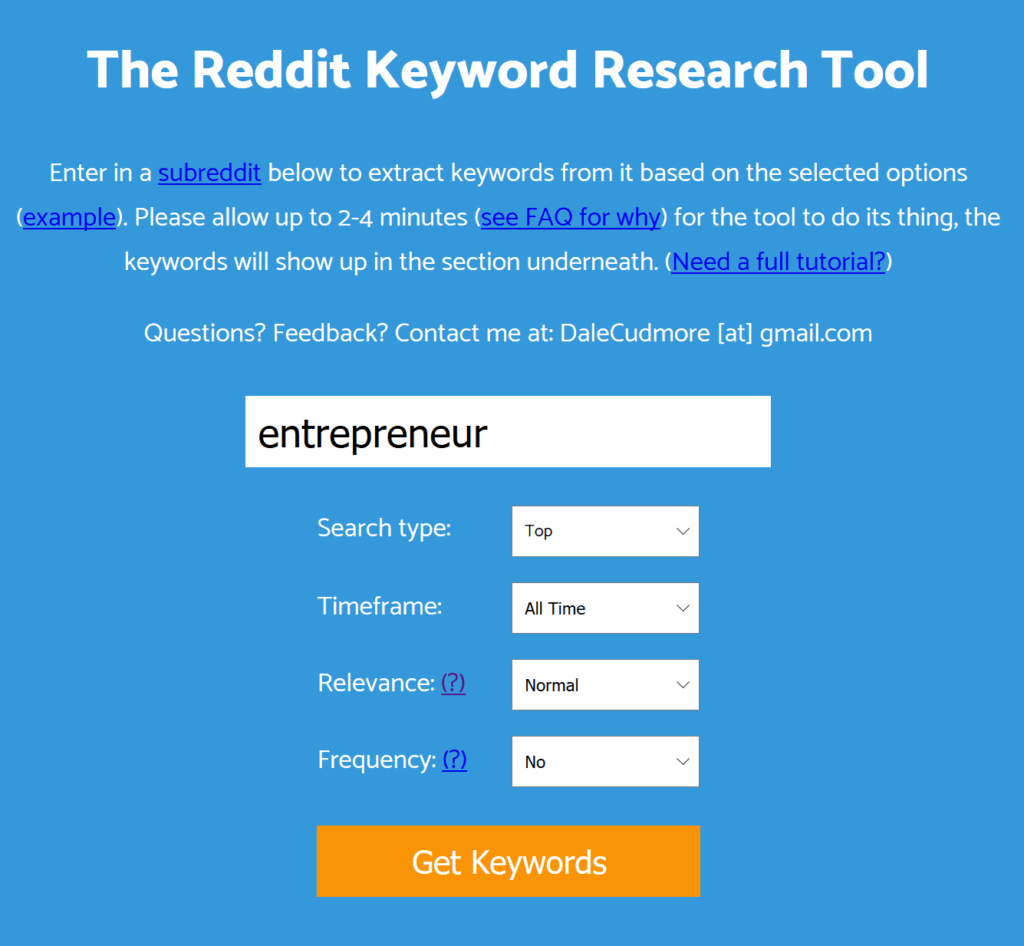 The Reddit Keyword Research Tool
Enter in a subreddit below to extract keywords from it based on the selected options
(example). Please allow up to 2-4 minutes (see FAQ for why) for the tool to do its thing, the
keywords will show up in the section underneath. (Need a full tutorial?)
Questions? Feedback? Contact me at: DaleCudmore [at] gmail.com
entrepreneur
Search type: Top
Timeframe: All Time
Relevance: (?) Normal
Frequency: (?) No
Get Keywords